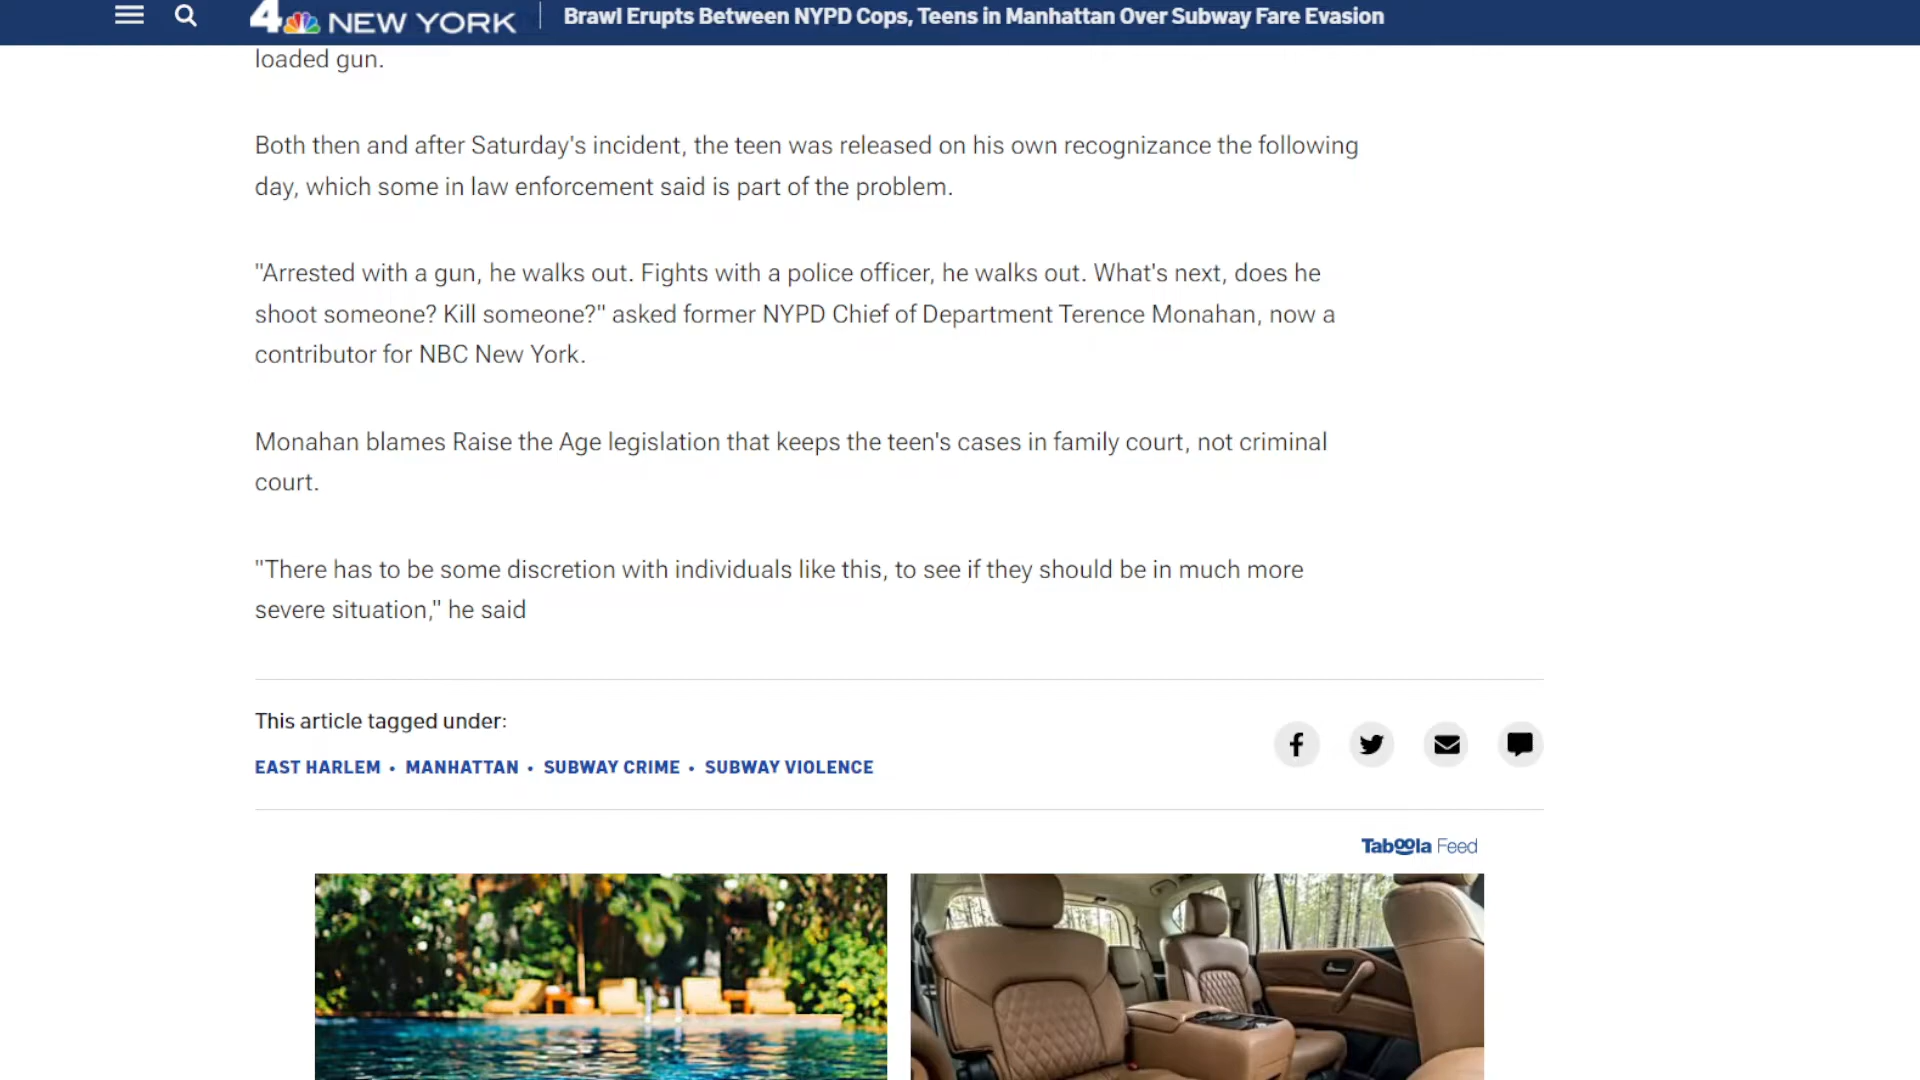 4 NEW YORK
Brawl Erupts Between NYPD Cops, Teens in Manhattan Over Subway Fare Evasion
loaded gun.
Both then and after Saturday's incident, the teen was released on his own recognizance the following
day, which some in law enforcement said is part of the problem.
"Arrested with a gun, he walks out. Fights with a police officer, he walks out. What's next, does he
shoot someone? Kill someone?" asked former NYPD Chief of Department Terence Monahan, now a
contributor for NBC New York.
Monahan blames Raise the Age legislation that keeps the teen's cases in family court, not criminal
court.
"There has to be some discretion with individuals like this, to see if they should be in much more
severe situation," he said
This article tagged under:
EAST HARLEM • MANHATTAN • SUBWAY CRIME • SUBWAY VIOLENCE
Taboola Feed